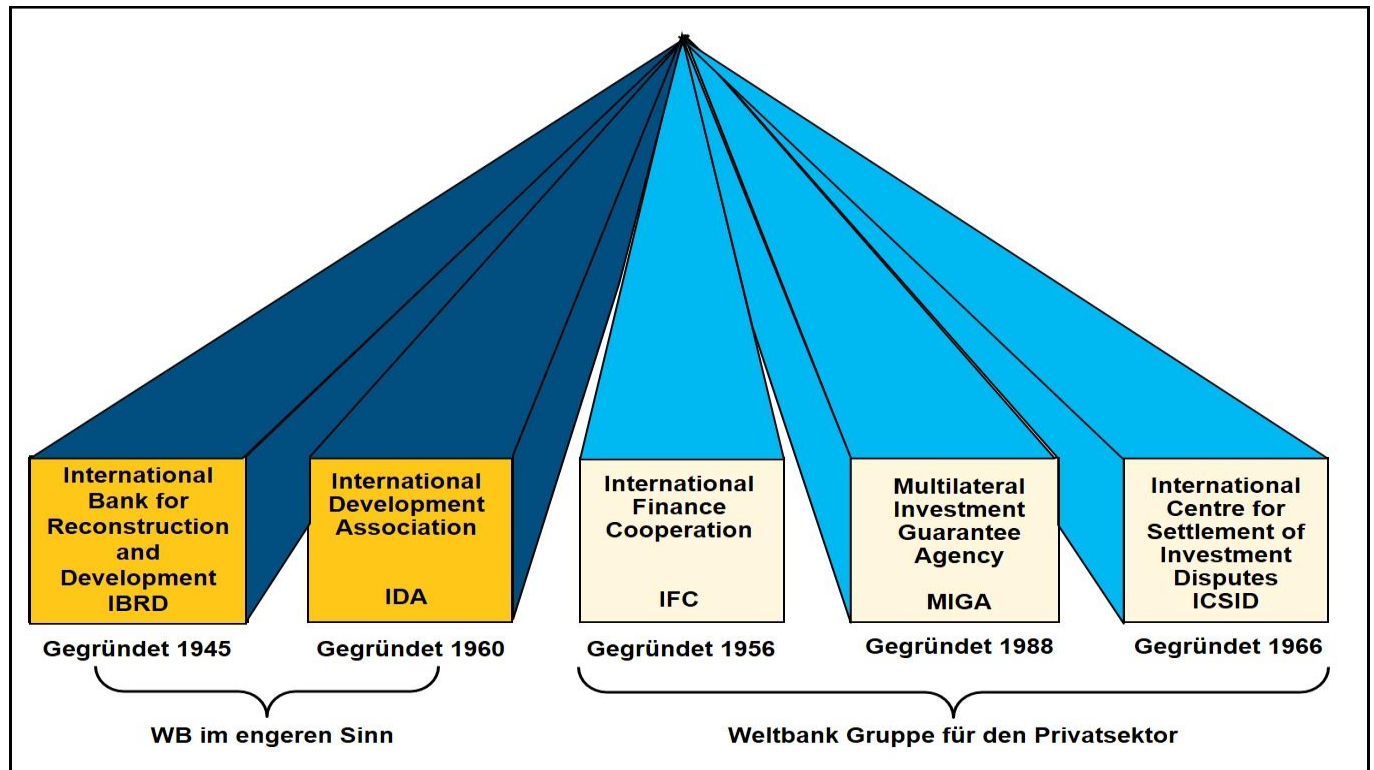 International
Bank for
Reconstruction
and
Development
IBRD
International
Development
Association
IDA
International
Finance
Cooperation
IFC
Multilateral
Investment
Guarantee
Agency
MIGA
International
Centre for
Settlement of
Investment
Disputes
ICSID
Gegründet 1945
Gegründet 1960
Gegründet 1956
Gegründet 1988
Gegründet 1966
WB im engeren Sinn
Weltbank Gruppe für den Privatsektor